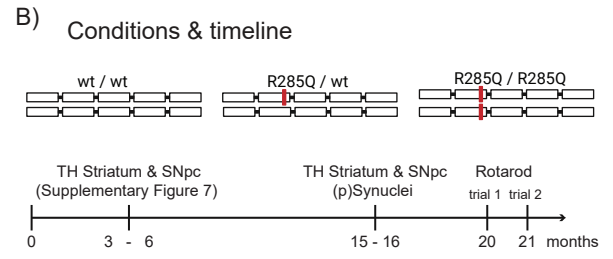 B)
Conditions & timeline
wt / wt
R285Q / wt
R285Q / R285Q
TH Striatum & SNpc
(Supplementary Figure 7)
TH Striatum & SNpc
(p)Synuclei
Rotarod
trial 1 trial 2
0 3 - 6 15 - 16 20 21 months